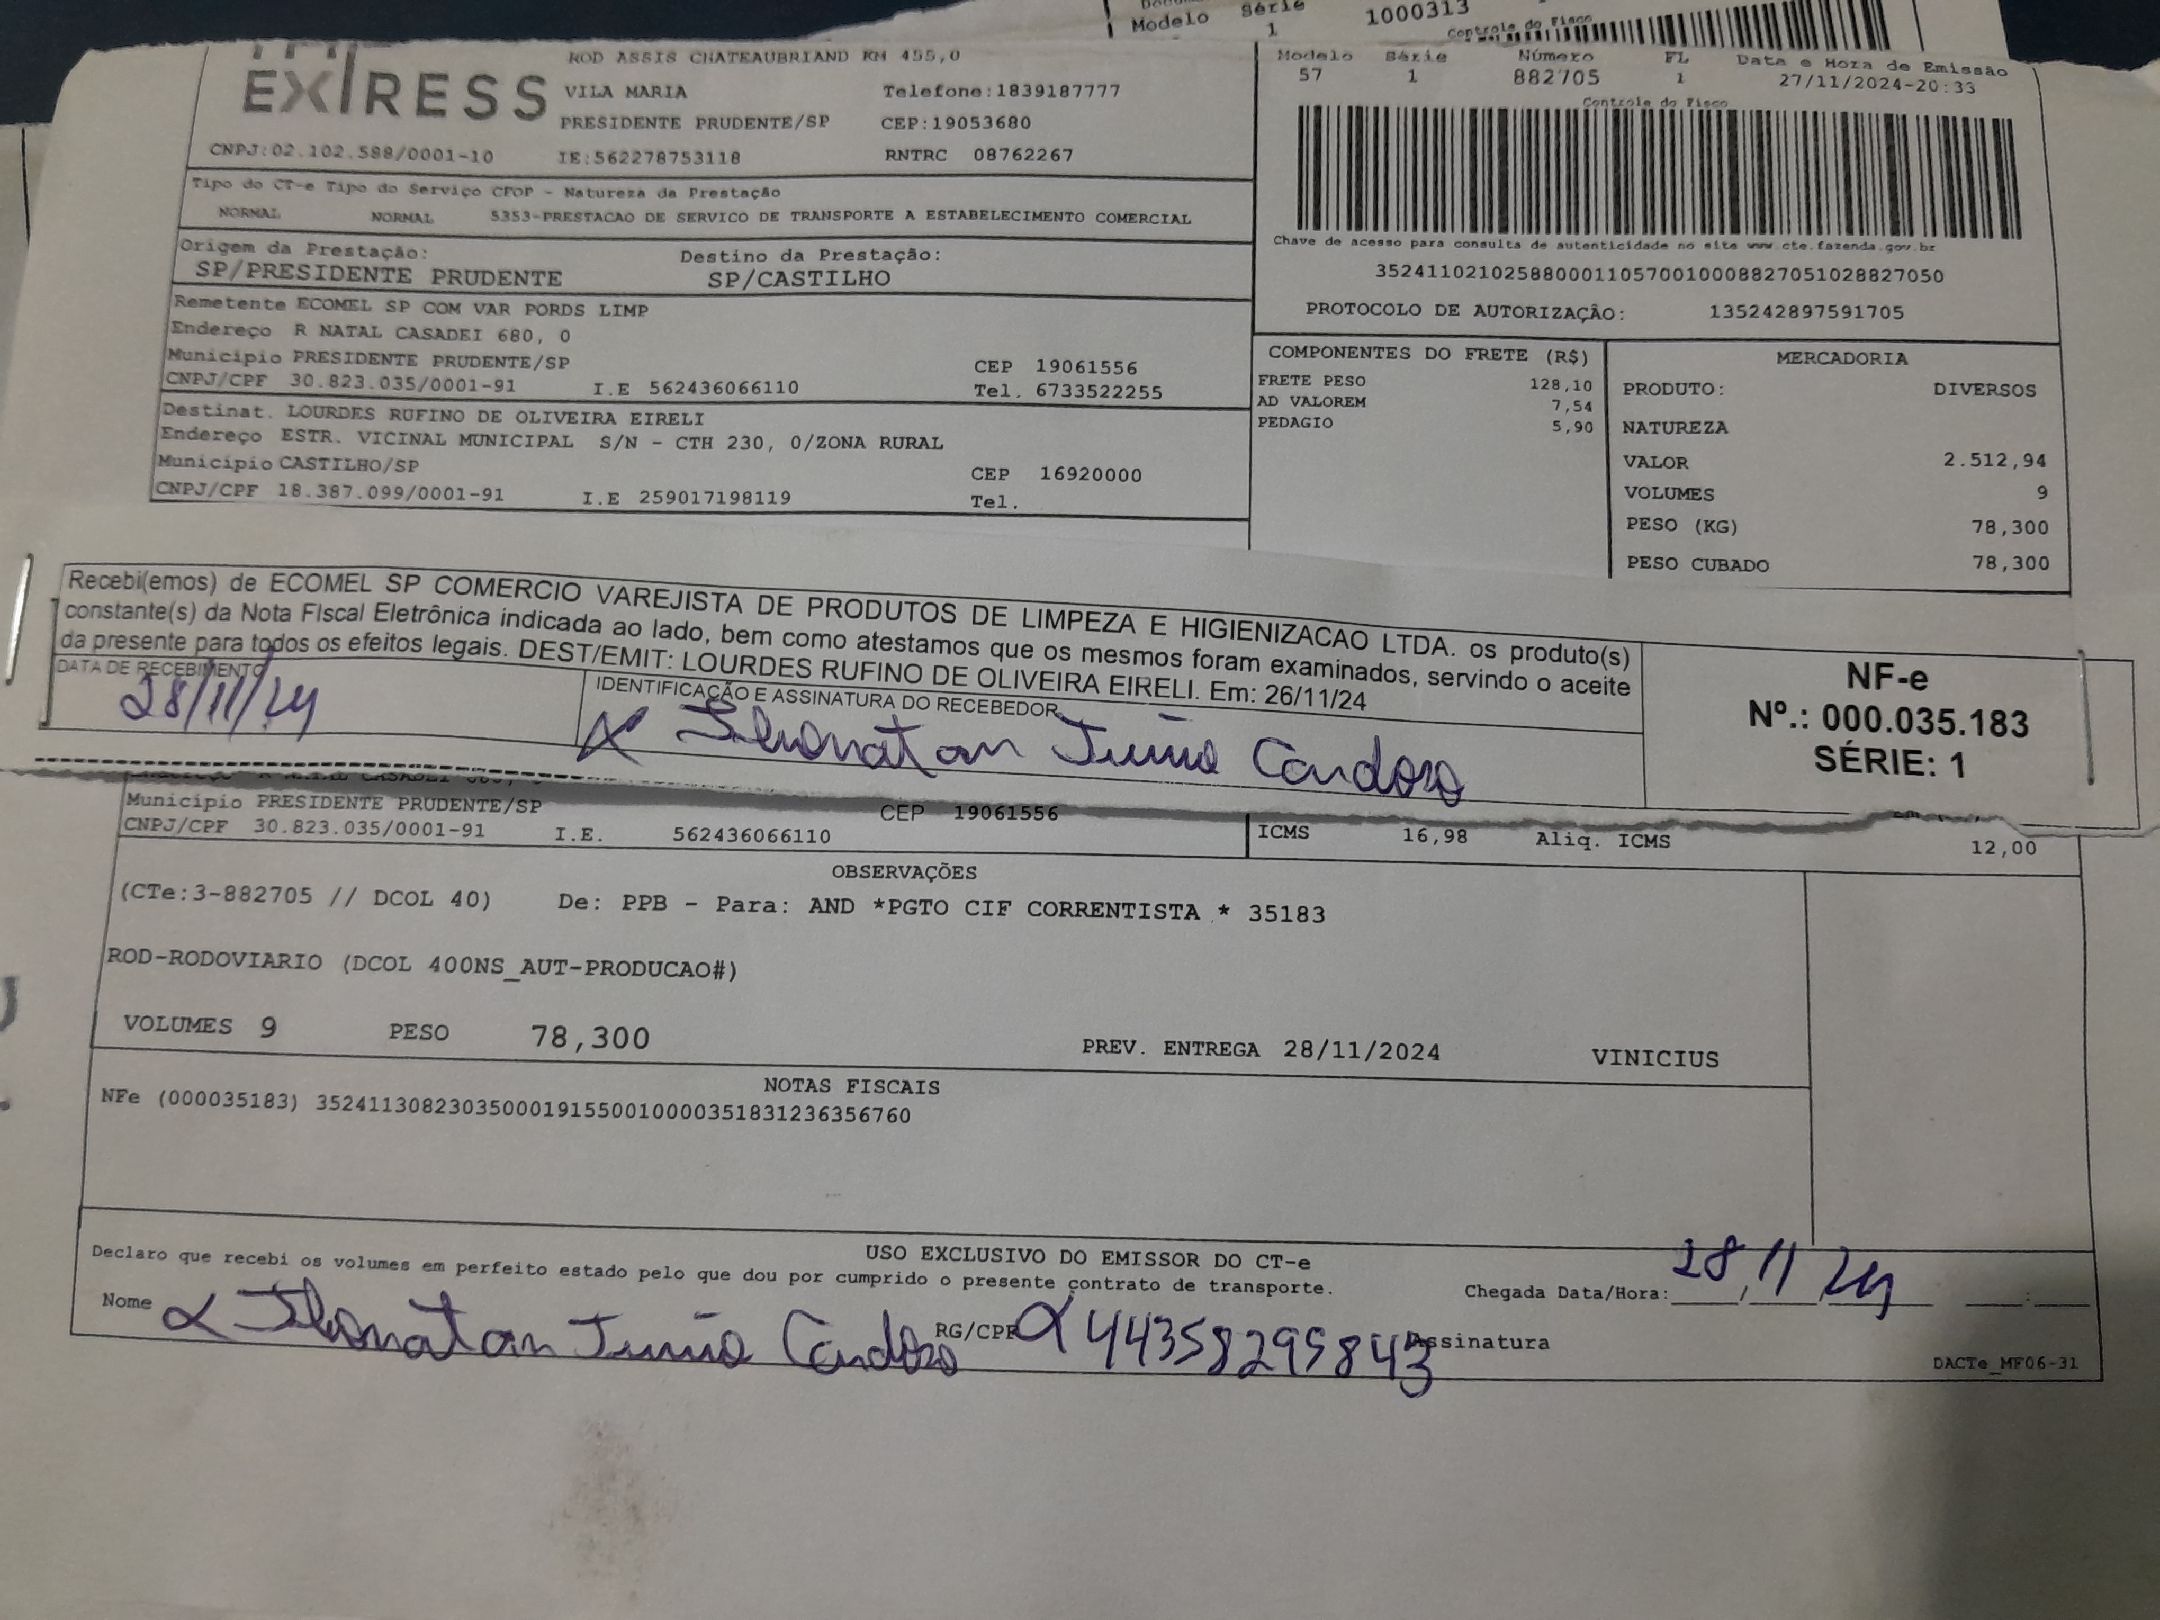 Modelo Série 1000313
1
Controle do Fisco
EXPRESS
ROD ASSIS CHATEAUBRIAND KM 455,0
VILA MARIA Telefone:1839187777
PRESIDENTE PRUDENTE/SP CEP:19053680
CNPJ:02.102.588/0001-10 IE:562278753118 RNTRC 08762267
Modelo Série Número FL Data e Hora de Emissão
57 1 882705 1 27/11/2024-20:33
Controle do Fisco
Tipo do CT-e Tipo do Serviço CFOP - Natureza da Prestação
NORMAL NORMAL 5353-PRESTACAO DE SERVICO DE TRANSPORTE A ESTABELECIMENTO COMERCIAL
Origem da Prestação: Destino da Prestação:
SP/PRESIDENTE PRUDENTE SP/CASTILHO
Chave de acesso para consulta de autenticidade no site www.cte.fazenda.gov.br
35241102102588000110570010008827051028827050
PROTOCOLO DE AUTORIZAÇÃO: 135242897591705
Remetente ECOMEL SP COM VAR PORDS LIMP
Endereço R NATAL CASADEI 680, 0
Município PRESIDENTE PRUDENTE/SP CEP 19061556
CNPJ/CPF 30.823.035/0001-91 I.E 562436066110 Tel. 6733522255
Destinat. LOURDES RUFINO DE OLIVEIRA EIRELI
Endereço ESTR. VICINAL MUNICIPAL S/N - CTH 230, 0/ZONA RURAL
Município CASTILHO/SP CEP 16920000
CNPJ/CPF 18.387.099/0001-91 I.E 259017198119 Tel.
COMPONENTES DO FRETE (R$)
FRETE PESO 128,10
AD VALOREM 7,54
PEDAGIO 5,90
MERCADORIA
PRODUTO: DIVERSOS
NATUREZA
VALOR 2.512,94
VOLUMES 9
PESO (KG) 78,300
PESO CUBADO 78,300
Recebi(emos) de ECOMEL SP COMERCIO VAREJISTA DE PRODUTOS DE LIMPEZA E HIGIENIZACAO LTDA. os produto(s)
constante(s) da Nota Fiscal Eletrônica indicada ao lado, bem como atestamos que os mesmos foram examinados, servindo o aceite
da presente para todos os efeitos legais. DEST/EMIT: LOURDES RUFINO DE OLIVEIRA EIRELI. Em: 26/11/24
DATA DE RECEBIMENTO
28/11/24
IDENTIFICAÇÃO E ASSINATURA DO RECEBEDOR
X Jhonatan Junio Cardoso
NF-e
Nº.: 000.035.183
SÉRIE: 1
Município PRESIDENTE PRUDENTE/SP CEP 19061556
CNPJ/CPF 30.823.035/0001-91 I.E. 562436066110
ICMS 16,98 Aliq. ICMS 12,00
OBSERVAÇÕES
(CTe:3-882705 // DCOL 40) De: PPB - Para: AND *PGTO CIF CORRENTISTA * 35183
ROD-RODOVIARIO (DCOL 400NS_AUT-PRODUCAO#)
VOLUMES 9 PESO 78,300 PREV. ENTREGA 28/11/2024 VINICIUS
NOTAS FISCAIS
NFe (000035183) 35241130823035000191550010000351831236356760
USO EXCLUSIVO DO EMISSOR DO CT-e
Declaro que recebi os volumes em perfeito estado pelo que dou por cumprido o presente contrato de transporte.
Chegada Data/Hora: 28/11/24
Nome X Jhonatan Junio Cardoso RG/CPF X 44358295843 Assinatura
DACTe_MF06-31